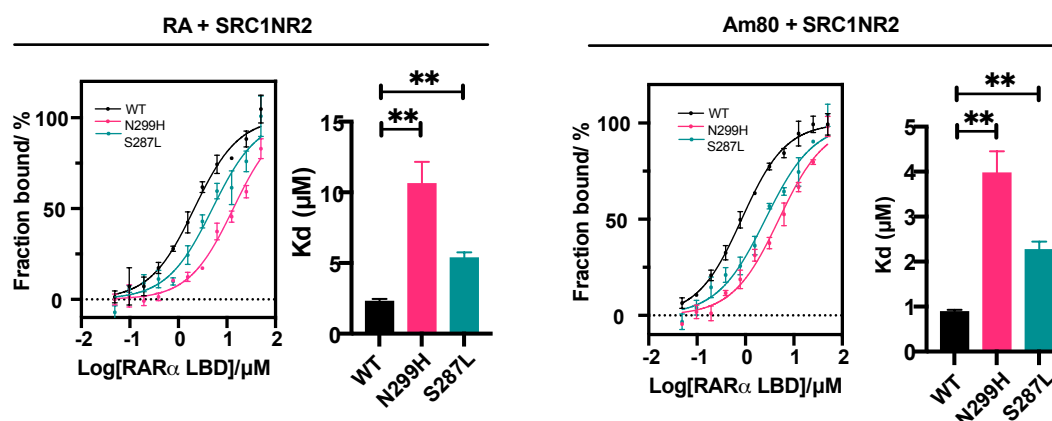 RA + SRC1NR2
Fraction bound/ %
100
50
0
WT
N299H
S287L
-2
-1
0
1
2
Log[RARα LBD]/µM
**
**
Kd (µM)
15
10
5
0
WT
N299H
S287L
Am80 + SRC1NR2
Fraction bound/ %
100
50
0
WT
N299H
S287L
-2
-1
0
1
2
Log[RARα LBD]/µM
**
**
Kd (µM)
5
4
3
2
1
0
WT
N299H
S287L